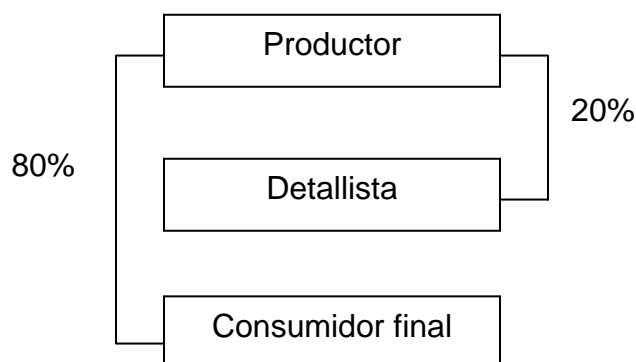 Productor
20%
80%
Detallista
Consumidor final